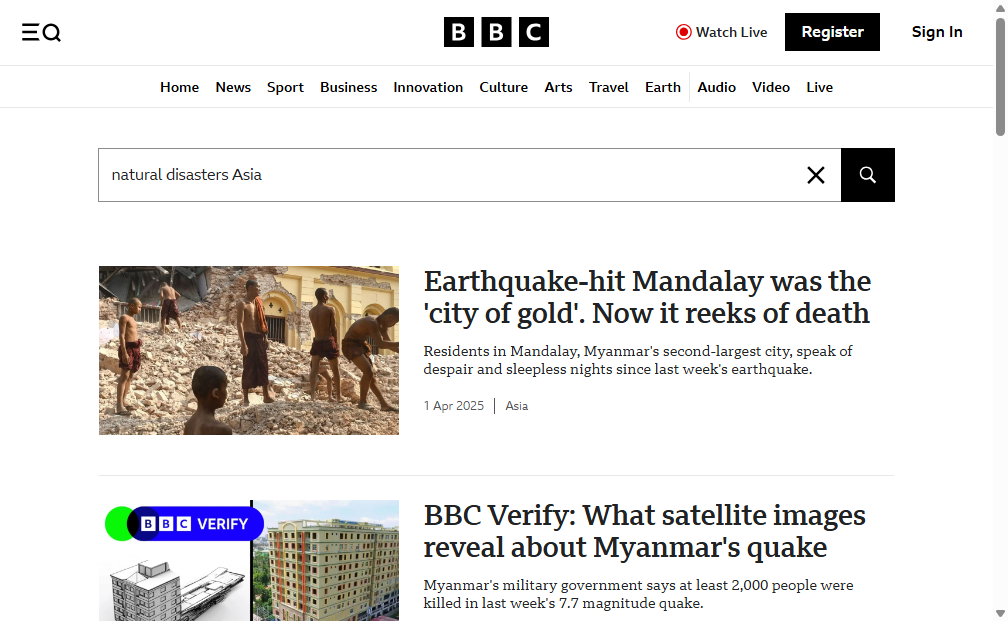 BBC
Watch Live
Register
Sign In
Home News Sport Business Innovation Culture Arts Travel Earth Audio Video Live
natural disasters Asia
Earthquake-hit Mandalay was the
'city of gold'. Now it reeks of death
Residents in Mandalay, Myanmar's second-largest city, speak of
despair and sleepless nights since last week's earthquake.
1 Apr 2025 Asia
BBC VERIFY
BBC Verify: What satellite images
reveal about Myanmar's quake
Myanmar's military government says at least 2,000 people were
killed in last week's 7.7 magnitude quake.